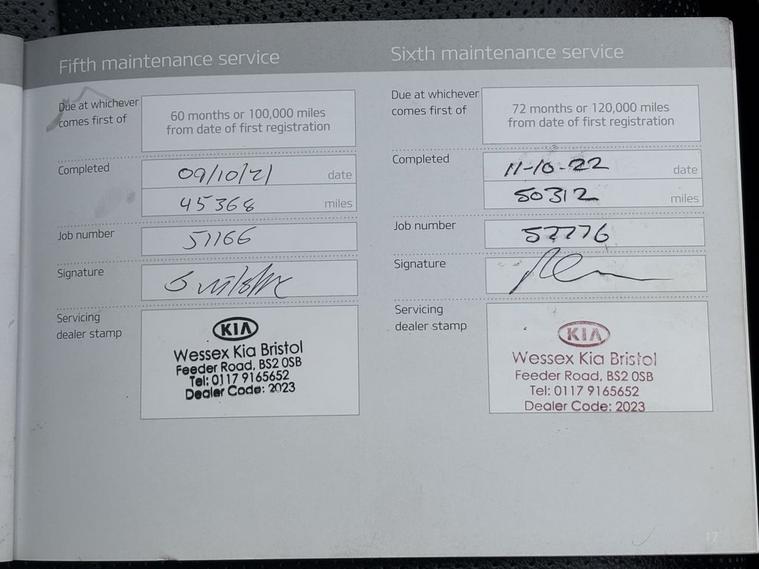 Fifth maintenance service
Due at whichever
comes first of
60 months or 100,000 miles
from date of first registration
Completed
09/10/21 date
45368 miles
Job number
51166
Signature
Servicing
dealer stamp
KIA
Wessex Kia Bristol
Feeder Road, BS2 0SB
Tel: 0117 9165652
Dealer Code: 2023
Sixth maintenance service
Due at whichever
comes first of
72 months or 120,000 miles
from date of first registration
Completed
11-10-22 date
50312 miles
Job number
Signature
Servicing
dealer stamp
KIA
Wessex Kia Bristol
Feeder Road, BS2 0SB
Tel: 0117 9165652
Dealer Code: 2023
17